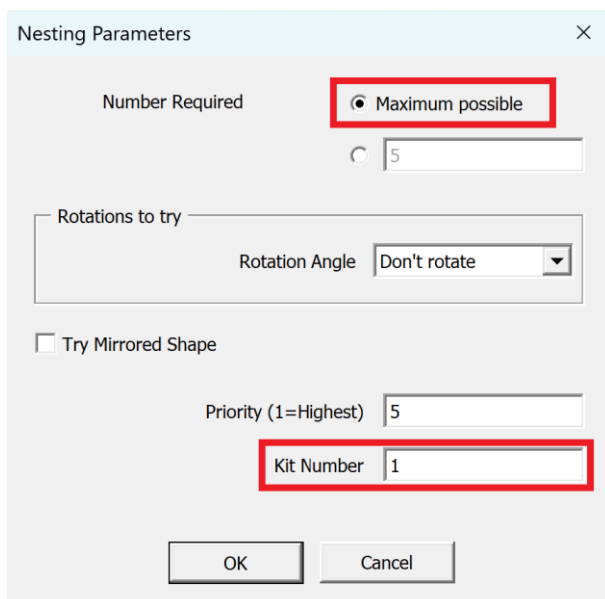 Nesting Parameters
Number Required
Maximum possible
5
Rotations to try
Rotation Angle Don't rotate
Try Mirrored Shape
Priority (1=Highest) 5
Kit Number 1
OK Cancel